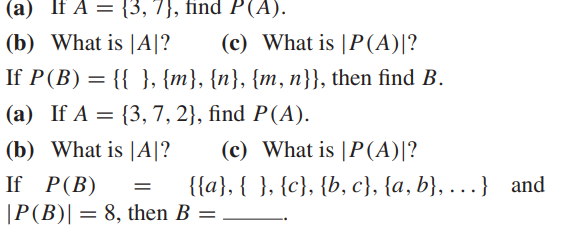 (a) If A = {3, 7}, find P(A).
(b) What is |A|? (c) What is |P(A)|?
If P(B) = {{ }, {m}, {n}, {m, n}}, then find B.
(a) If A = {3, 7, 2}, find P(A).
(b) What is |A|? (c) What is |P(A)|?
If P(B) = {{a}, { }, {c}, {b, c}, {a, b}, . . .} and
|P(B)| = 8, then B = ______.